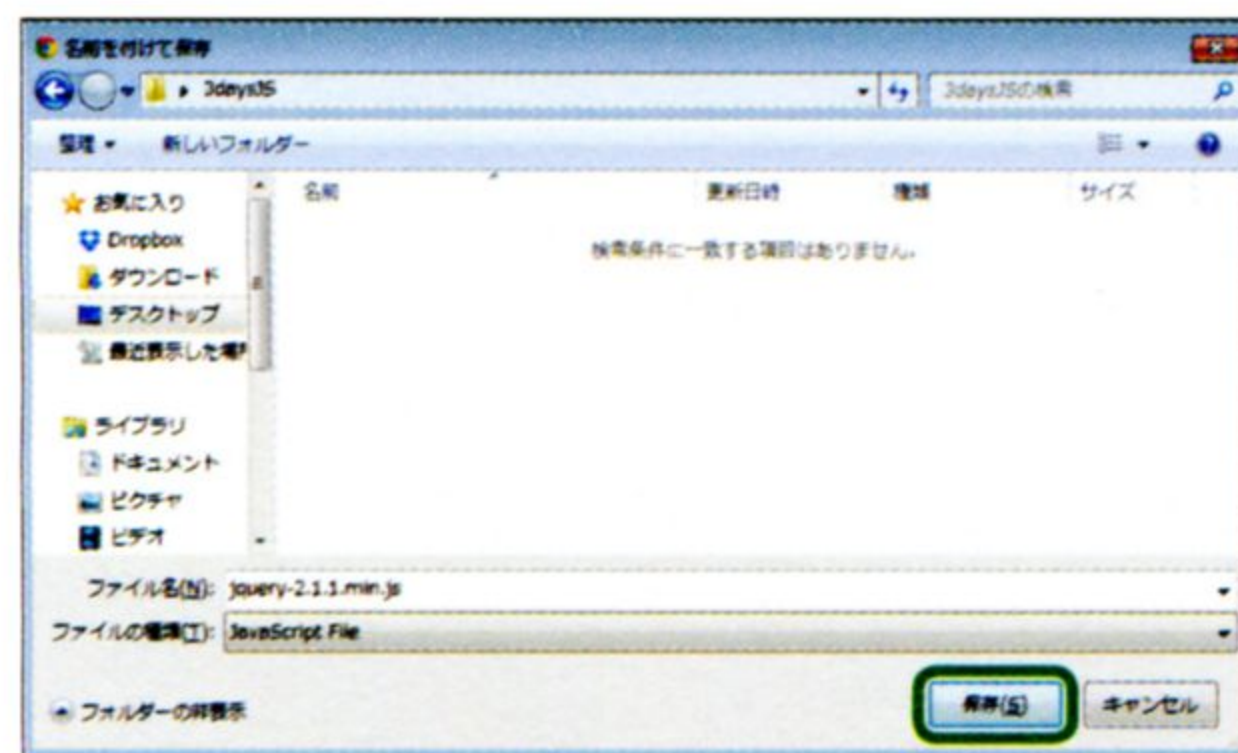 名前を付けて保存
3daysJS
3daysJSの検索
整理 新しいフォルダー
お気に入り
Dropbox
ダウンロード
デスクトップ
最近表示した場所
ライブラリ
ドキュメント
ピクチャ
ビデオ
名前 更新日時 種類 サイズ
検索条件に一致する項目はありません。
ファイル名(N): jquery-2.1.1.min.js
ファイルの種類(T): JavaScript File
フォルダーの非表示
保存(S) キャンセル